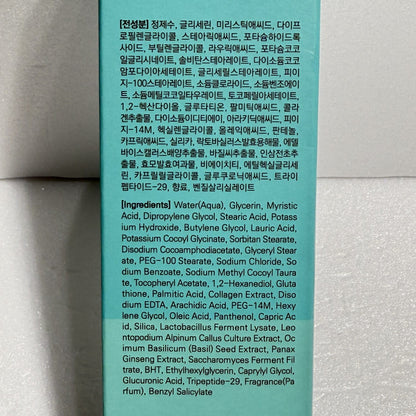 [전성분] 정제수, 글리세린, 미리스틱애씨드, 다이프
로필렌글라이콜, 스테아릭애씨드, 포타슘하이드록
사이드, 부틸렌글라이콜, 라우릭애씨드, 포타슘코코
일글리시네이트, 솔비탄스테아레이트, 다이소듐코코
암포다이아세테이트, 글리세릴스테아레이트, 피이
지-100스테아레이트, 소듐클로라이드, 소듐벤조에이
트, 소듐메틸코코일타우레이트, 토코페릴아세테이트,
1,2-헥산다이올, 글루타티온, 팔미틱애씨드, 콜라
겐추출물, 다이소듐이디티에이, 아라키딕애씨드, 피이
지-14M, 헥실렌글라이콜, 올레익애씨드, 판테놀,
카프릭애씨드, 실리카, 락토바실러스발효용해물, 에델
바이스캘러스배양추출물, 바질씨추출물, 인삼전초추
출물, 효모발효여과물, 비에이치티, 에틸헥실글리세
린, 카프릴릴글라이콜, 글루쿠로닉애씨드, 트라이
펩타이드-29, 향료, 벤질살리실레이트
[Ingredients] Water(Aqua), Glycerin, Myristic
Acid, Dipropylene Glycol, Stearic Acid, Potass
ium Hydroxide, Butylene Glycol, Lauric Acid,
Potassium Cocoyl Glycinate, Sorbitan Stearate,
Disodium Cocoamphodiacetate, Glyceryl Stear
ate, PEG-100 Stearate, Sodium Chloride, So
dium Benzoate, Sodium Methyl Cocoyl Taura
te, Tocopheryl Acetate, 1,2-Hexanediol, Gluta
thione, Palmitic Acid, Collagen Extract, Diso
dium EDTA, Arachidic Acid, PEG-14M, Hexy
lene Glycol, Oleic Acid, Panthenol, Capric Ac
id, Silica, Lactobacillus Ferment Lysate, Leo
ntopodium Alpinum Callus Culture Extract, Oc
imum Basilicum (Basil) Seed Extract, Panax
Ginseng Extract, Saccharomyces Ferment Filt
rate, BHT, Ethylhexylglycerin, Caprylyl Glycol,
Glucuronic Acid, Tripeptide-29, Fragrance(Pa
rfum), Benzyl Salicylate